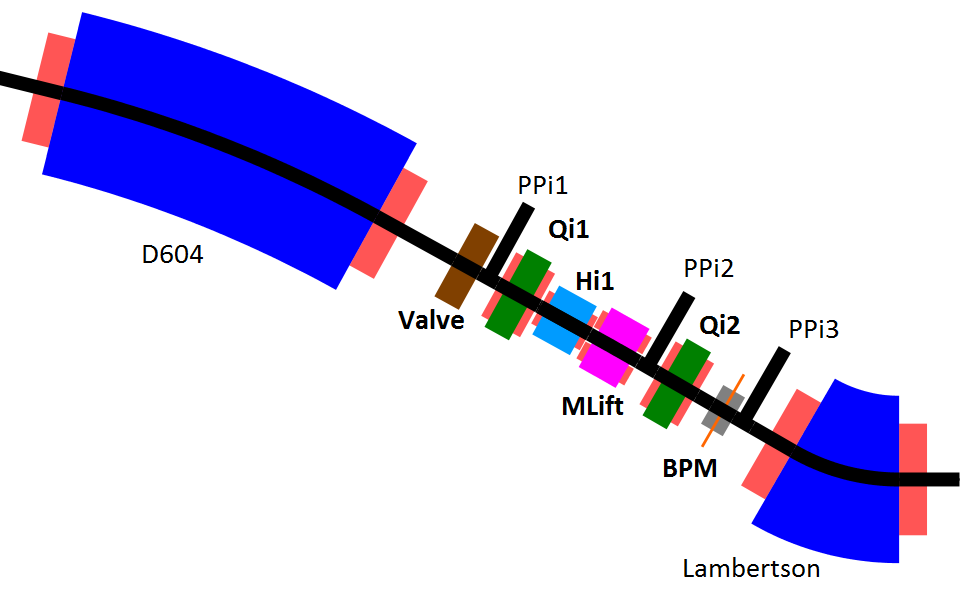 PPi1
Qi1
D604
PPi2
Hi1
Valve
Qi2
PPi3
MLift
BPM
Lambertson